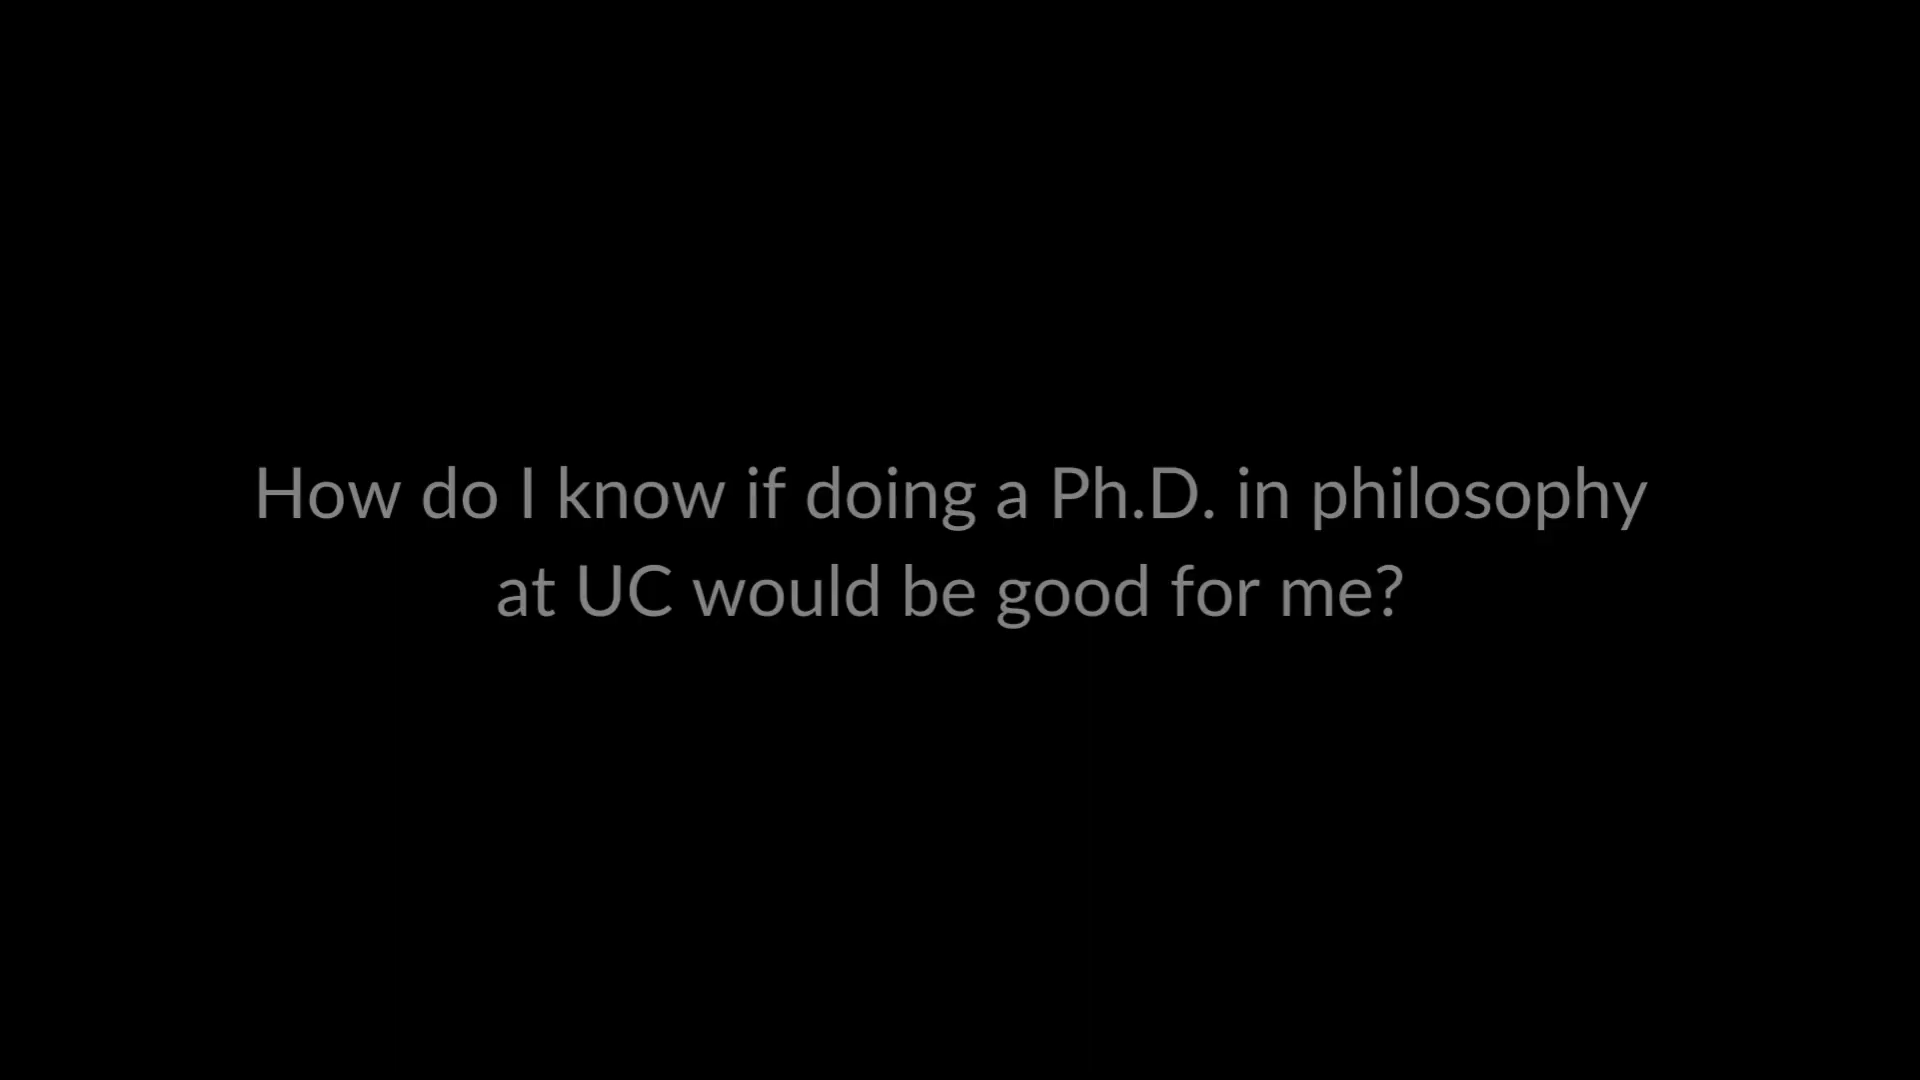 How do I know if doing a Ph.D. in philosophy
at UC would be good for me?